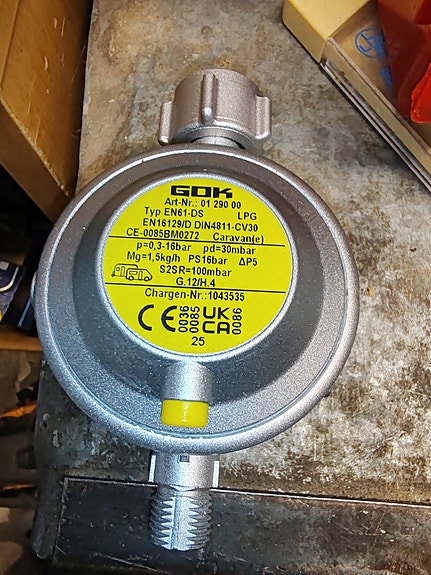 GOK
Art-Nr.: 01 290 00
Typ EN61-DS LPG
EN16129/D DIN4811-CV30
CE-0085BM0272 Caravan(e)
p=0,3-16bar pd=30mbar
Mg=1,5kg/h PS16bar ΔP5
S2SR=100mbar
G.12/H.4
Chargen-Nr.:1043535
CE 0036 0085 UK CA 0086
25